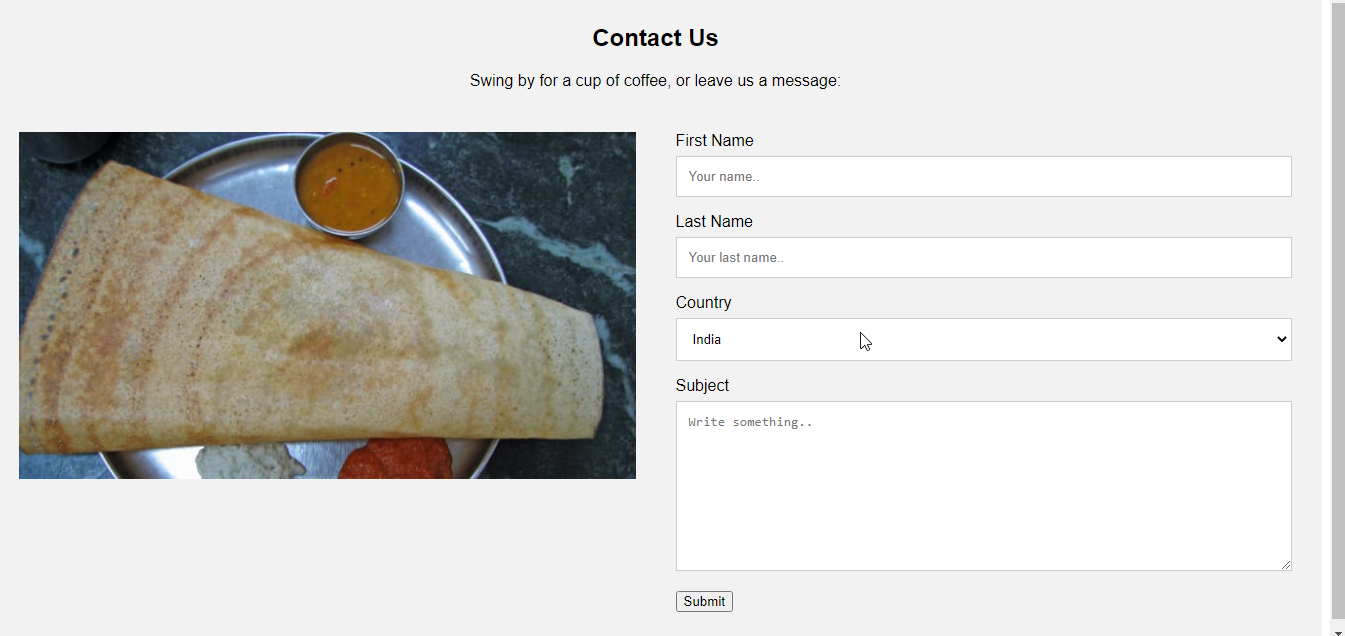 Contact Us
Swing by for a cup of coffee, or leave us a message:
First Name
Your name..
Last Name
Your last name..
Country
India
Subject
Write something..
Submit